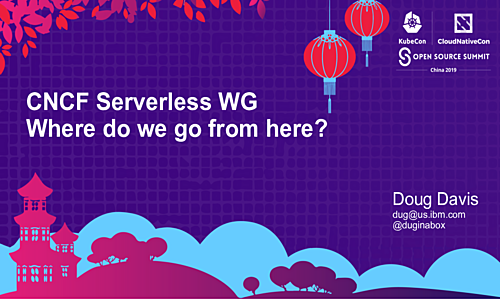 KubeCon
CloudNativeCon
OPEN SOURCE SUMMIT
China 2019
CNCF Serverless WG
Where do we go from here?
Doug Davis
dug@us.ibm.com
@duginabox